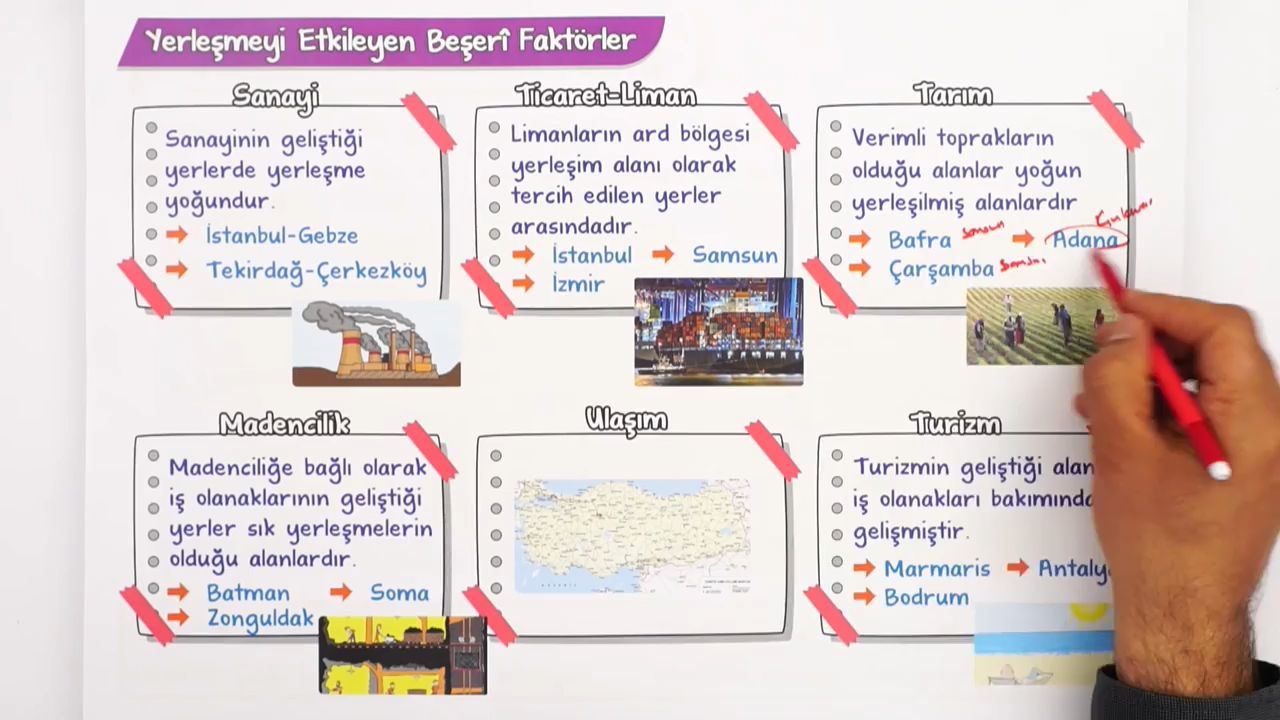 Yerleşmeyi Etkileyen Beşerî Faktörler
Sanayi
Sanayinin geliştiği
yerlerde yerleşme
yoğundur.
İstanbul-Gebze
Tekirdağ-Çerkezköy
Ticaret-Liman
Limanların ard bölgesi
yerleşim alanı olarak
tercih edilen yerler
arasındadır.
İstanbul
Samsun
İzmir
Tarım
Verimli toprakların
olduğu alanlar yoğun
yerleşilmiş alanlardır
Bafra Samsun
Adana
Çarşamba
Madencilik
Madenciliğe bağlı olarak
iş olanaklarının geliştiği
yerler sık yerleşmelerin
olduğu alanlardır.
Batman
Soma
Zonguldak
Ulaşım
Turizm
Turizmin geliştiği alan
iş olanakları bakımında
gelişmiştir.
Marmaris
Antaly
Bodrum